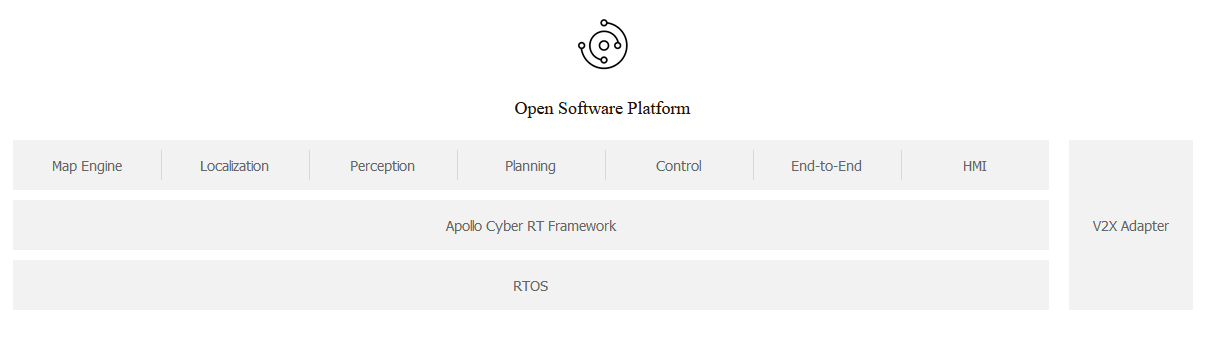 Open Software Platform
Map Engine Localization Perception Planning Control End-to-End HMI
V2X Adapter
Apollo Cyber RT Framework
RTOS